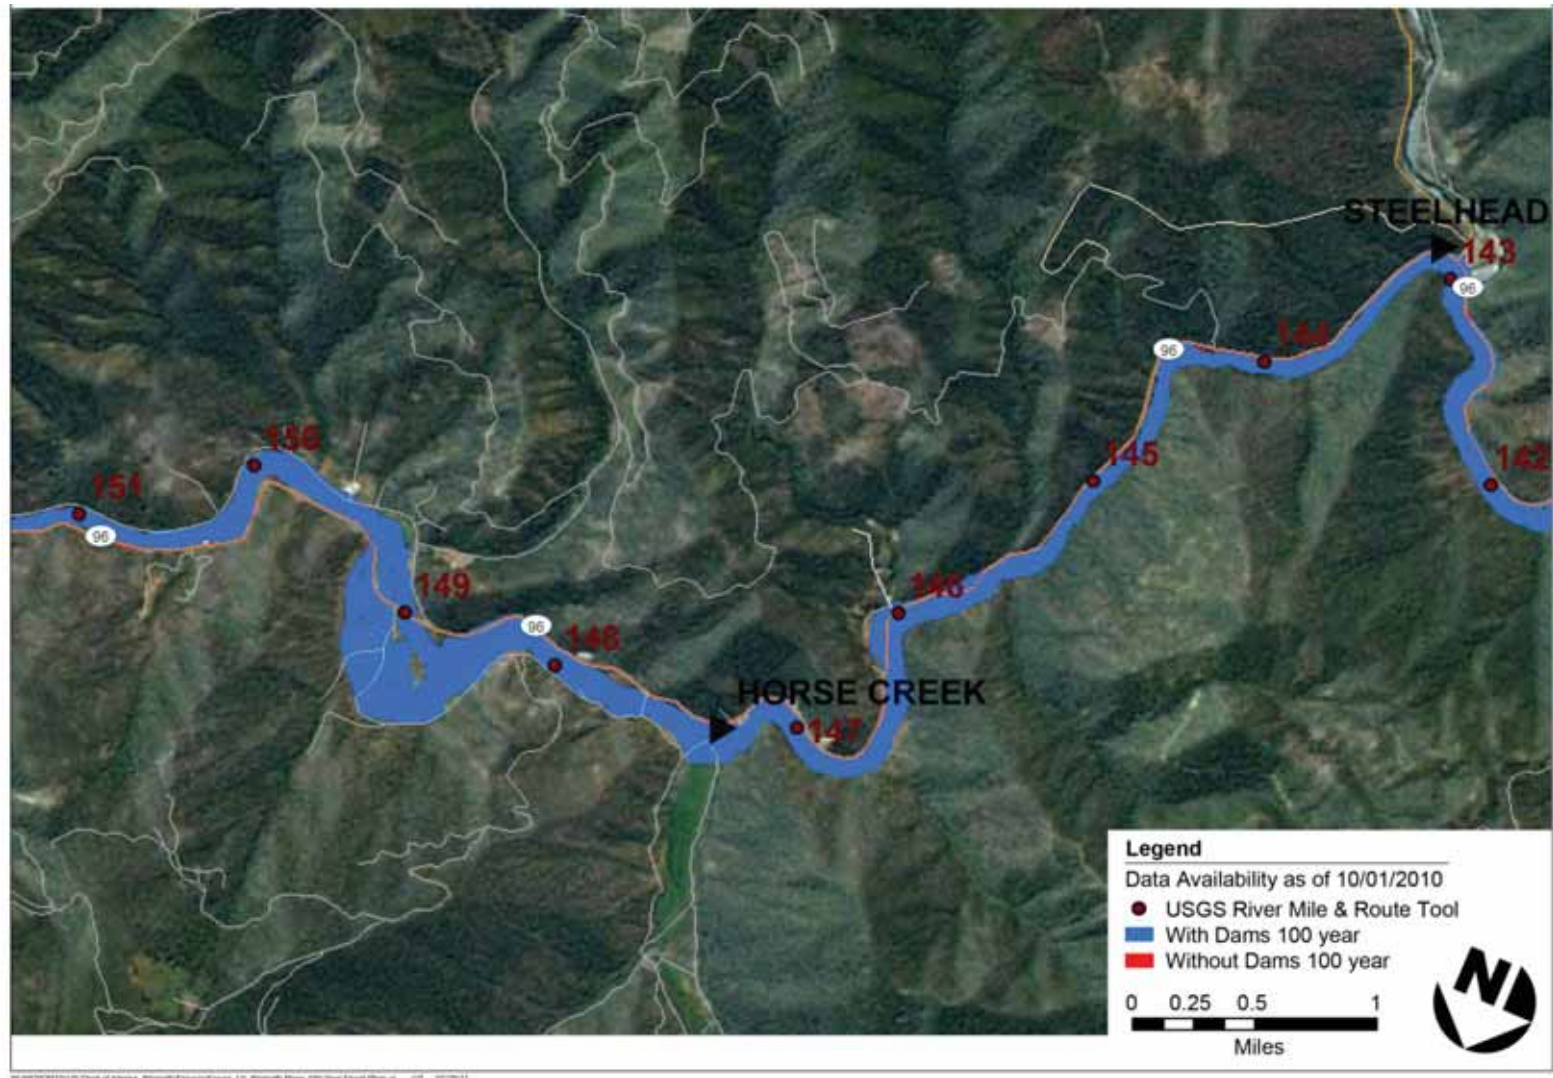 STEELHEAD
143
96
144
96
142
145
150
151
96
149
146
96
148
HORSE CREEK
147
Legend
Data Availability as of 10/01/2010
USGS River Mile & Route Tool
With Dams 100 year
Without Dams 100 year
0 0.25 0.5 1
Miles
N